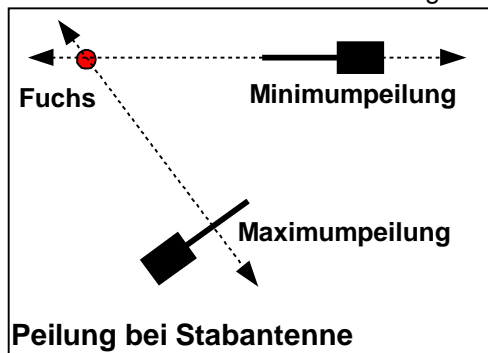 Fuchs
Minimumpeilung
Maximumpeilung
Peilung bei Stabantenne